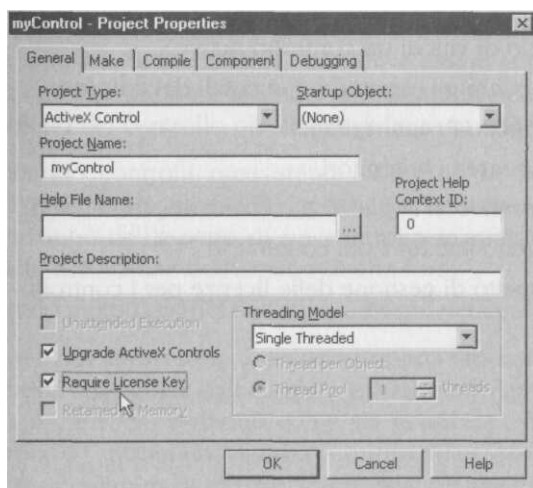 myControl - Project Properties
General Make Compile Component Debugging
Project Type:
ActiveX Control
Startup Object:
(None)
Project Name:
myControl
Help File Name:
...
Project Help
Context ID:
0
Project Description:
Unattended Execution
Upgrade ActiveX Controls
Require License Key
Retained Memory
Threading Model
Single Threaded
Thread per Object
Thread Pool 1 threads
OK Cancel Help